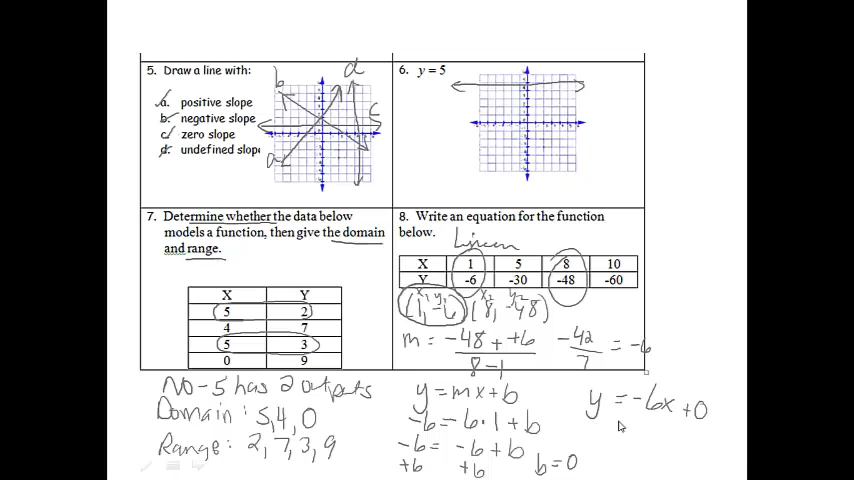 5. Draw a line with:
a. positive slope
b. negative slope
c. zero slope
d. undefined slope
b
d
c
a
6. y = 5
7. Determine whether the data below
models a function, then give the domain
and range.
X Y
5 2
4 7
5 3
0 9
No - 5 has 2 outputs
Domain: 5, 4, 0
Range: 2, 7, 3, 9
8. Write an equation for the function
below.
Linear
X 1 5 8 10
Y -6 -30 -48 -60
x1 y1 x2 y2
(1, -6) (8, -48)
m = -48 + +6 / 8 - 1 -42 / 7 = -6
y = mx + b
-6 = -6 · 1 + b
-6 = -6 + b
+6 +6 b = 0
y = -6x + 0